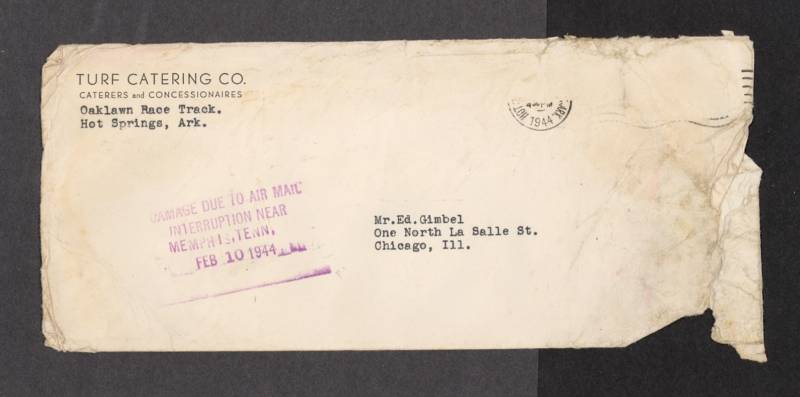 TURF CATERING CO.
CATERERS and CONCESSIONAIRES
Oaklawn Race Track.
Hot Springs, Ark.
1944
DAMAGE DUE TO AIR MAIL
INTERRUPTION NEAR
MEMPHIS, TENN,
FEB 10 1944
Mr.Ed.Gimbel
One North La Salle St.
Chicago, Ill.